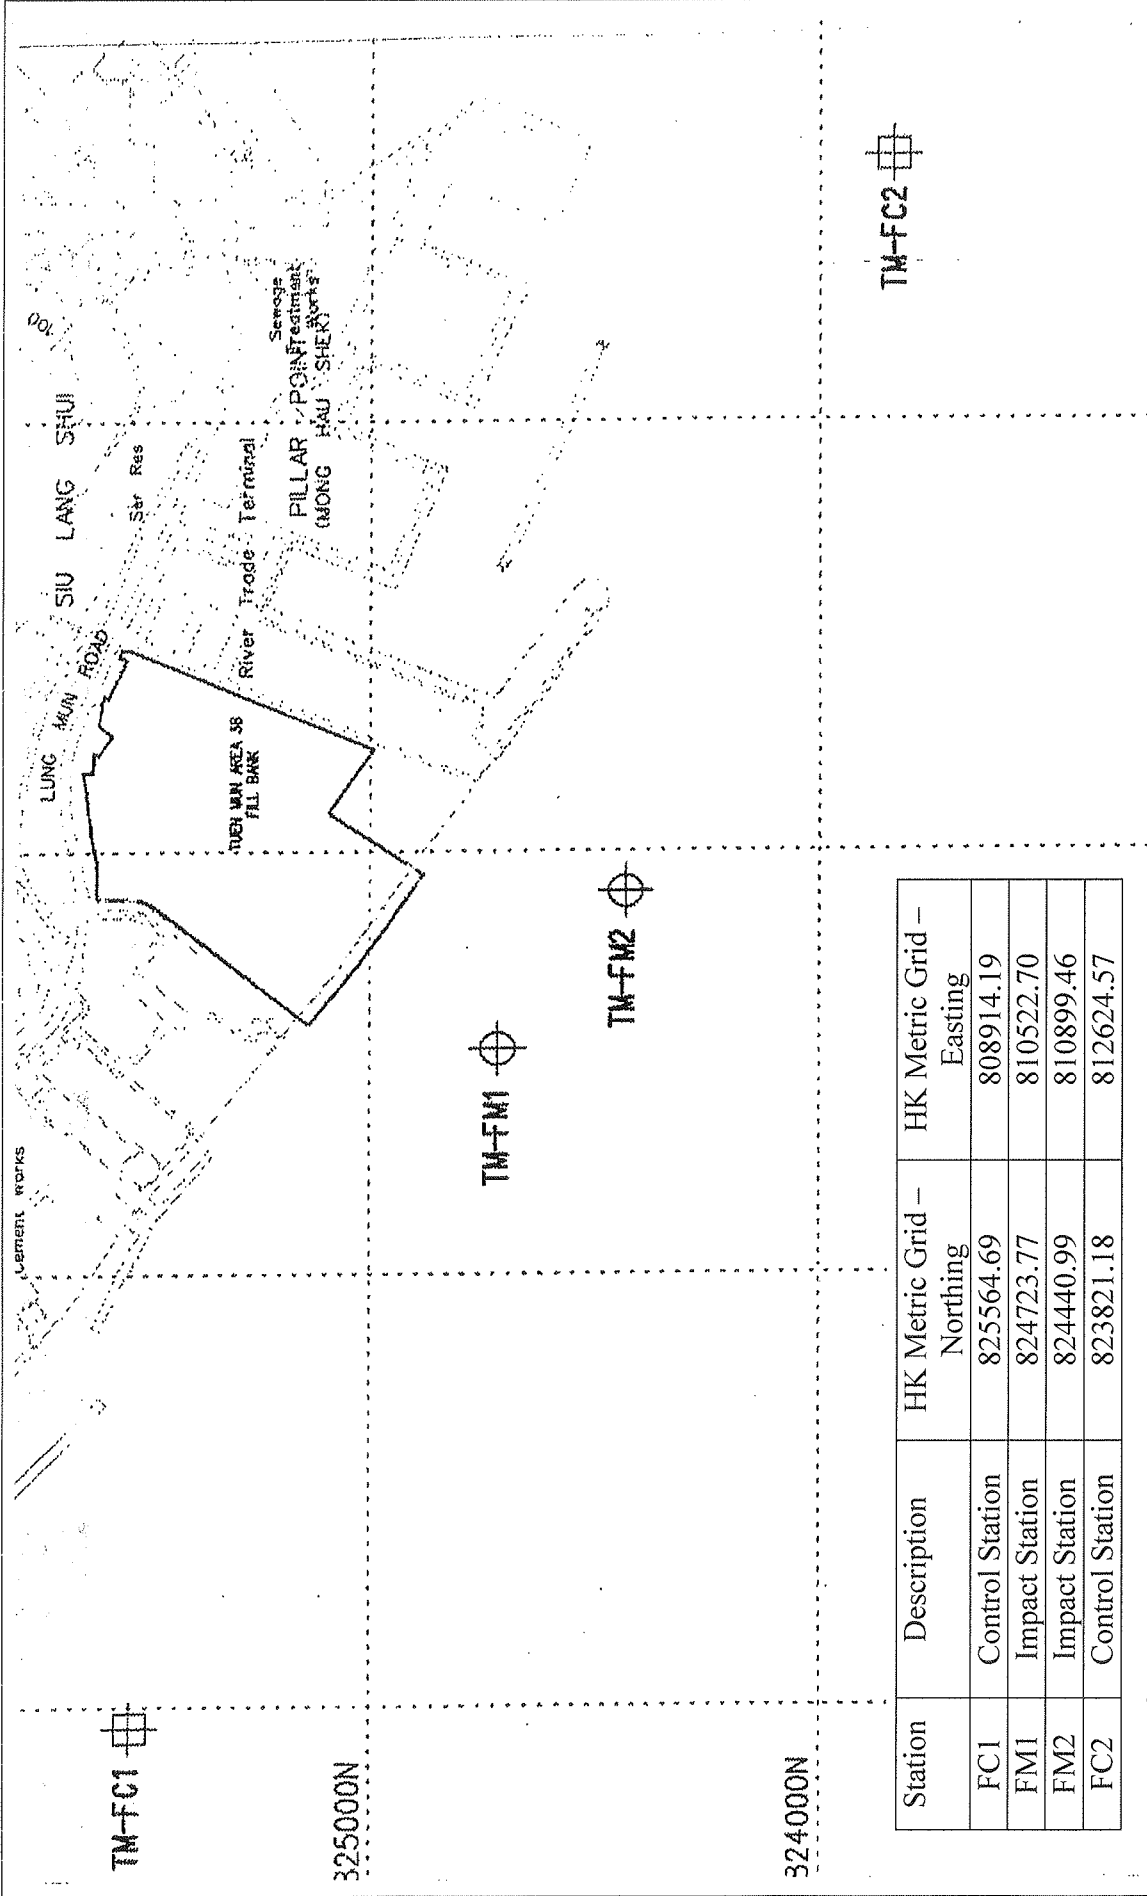 Cement Works
LUNG MUN ROAD
SIU LANG SHUI
100
Ser Res
TUEN MUN AREA 38
FILL BANK
River Trade Terminal
PILLAR POINT
(MONG HAU SHEK)
Sewage
Treatment
Works
TM-FC1
TM-FM1
TM-FM2
TM-FC2
325000N
324000N
Station Description HK Metric Grid – Northing HK Metric Grid – Easting
FC1 Control Station 825564.69 808914.19
FM1 Impact Station 824723.77 810522.70
FM2 Impact Station 824440.99 810899.46
FC2 Control Station 823821.18 812624.57